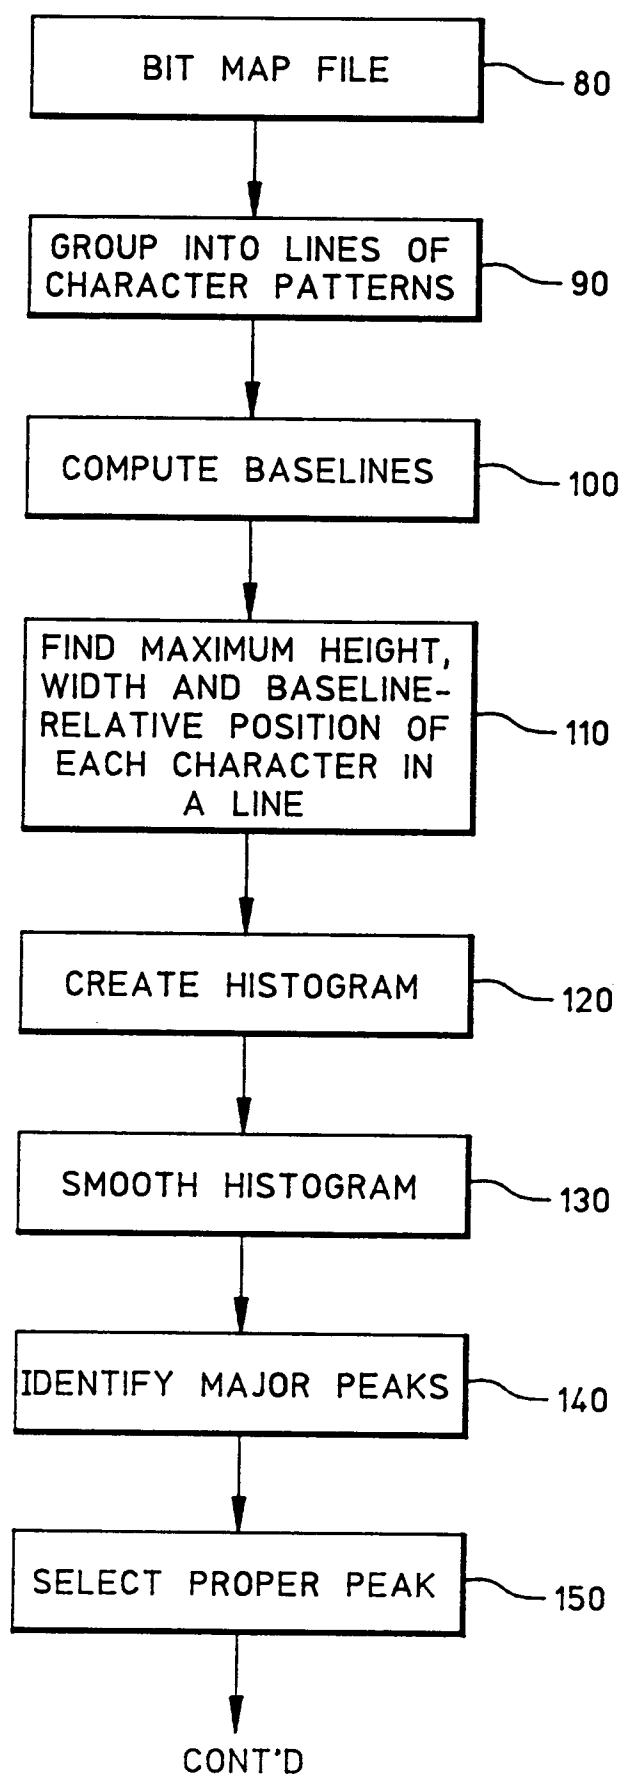 BIT MAP FILE
80
GROUP INTO LINES OF
CHARACTER PATTERNS
90
COMPUTE BASELINES
100
FIND MAXIMUM HEIGHT,
WIDTH AND BASELINE-
RELATIVE POSITION OF
EACH CHARACTER IN
A LINE
110
CREATE HISTOGRAM
120
SMOOTH HISTOGRAM
130
IDENTIFY MAJOR PEAKS
140
SELECT PROPER PEAK
150
CONT'D